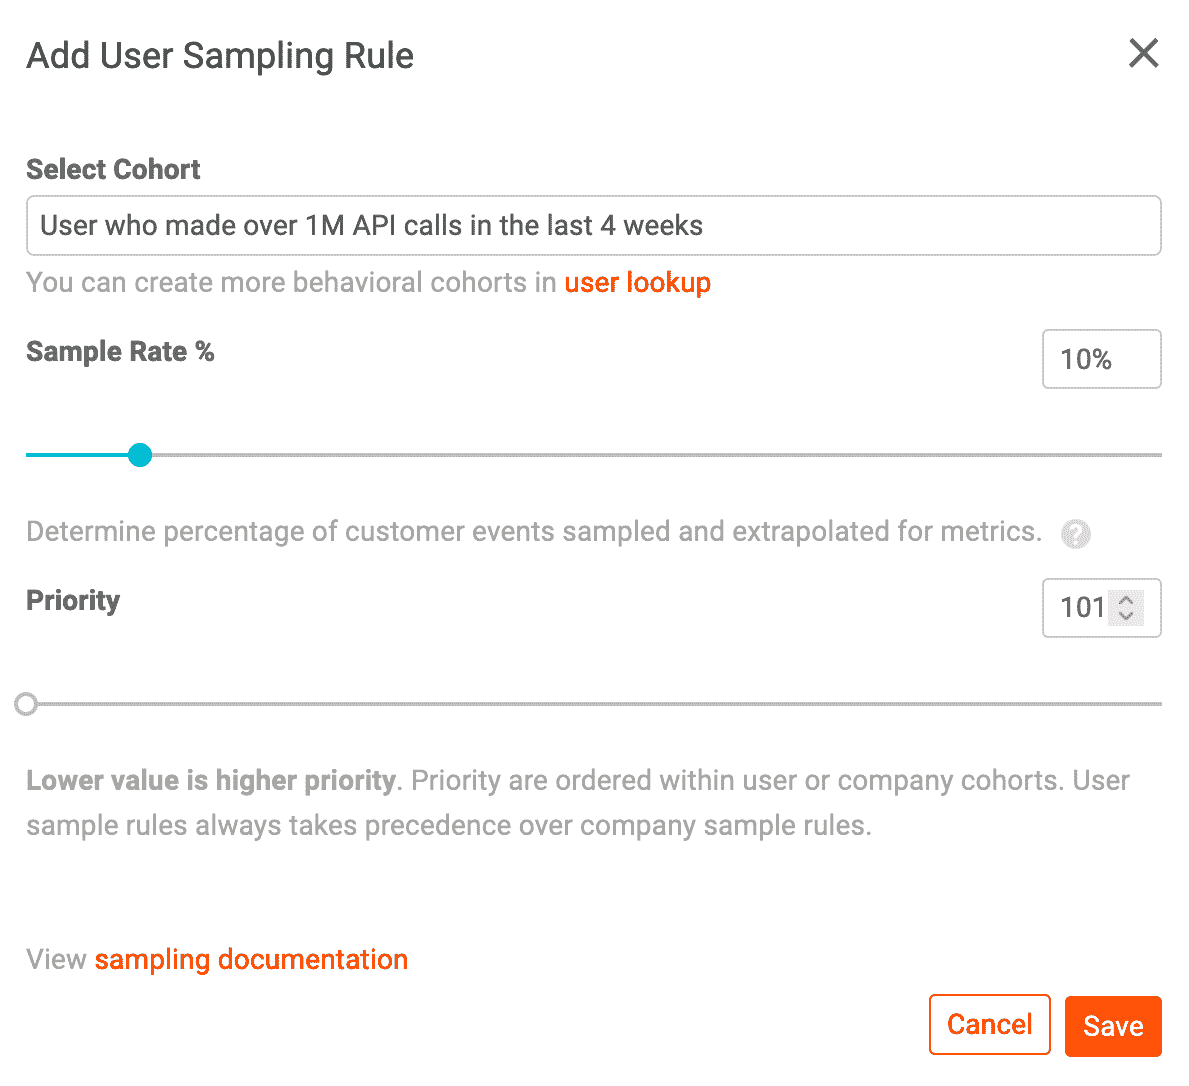 Add User Sampling Rule
Select Cohort
User who made over 1M API calls in the last 4 weeks
You can create more behavioral cohorts in user lookup
Sample Rate %
10%
Determine percentage of customer events sampled and extrapolated for metrics. ?
Priority
101
Lower value is higher priority. Priority are ordered within user or company cohorts. User
sample rules always takes precedence over company sample rules.
View sampling documentation
Cancel
Save